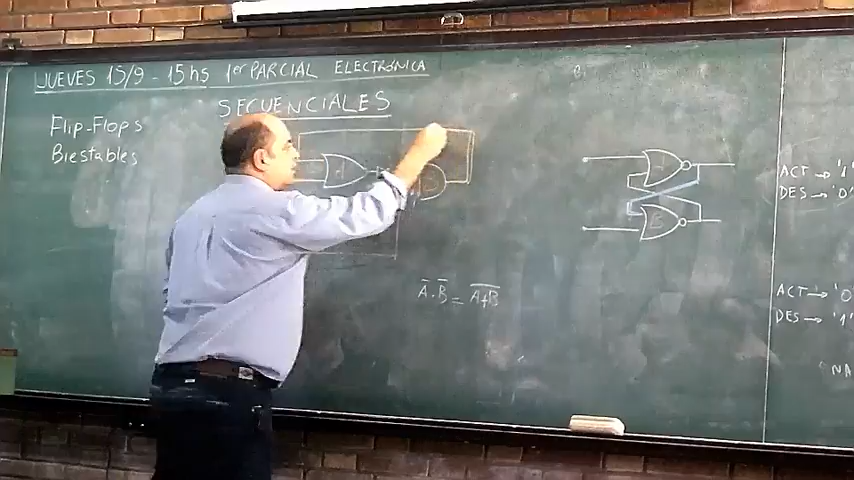 JUEVES 15/9 - 15hs 1er PARCIAL ELECTRÓNICA
SECUENCIALES
Flip-Flops
Biestables
ACT → '1'
DES → '0'
A̅·B̅ = A̅+̅B̅
ACT → '0'
DES → '1'